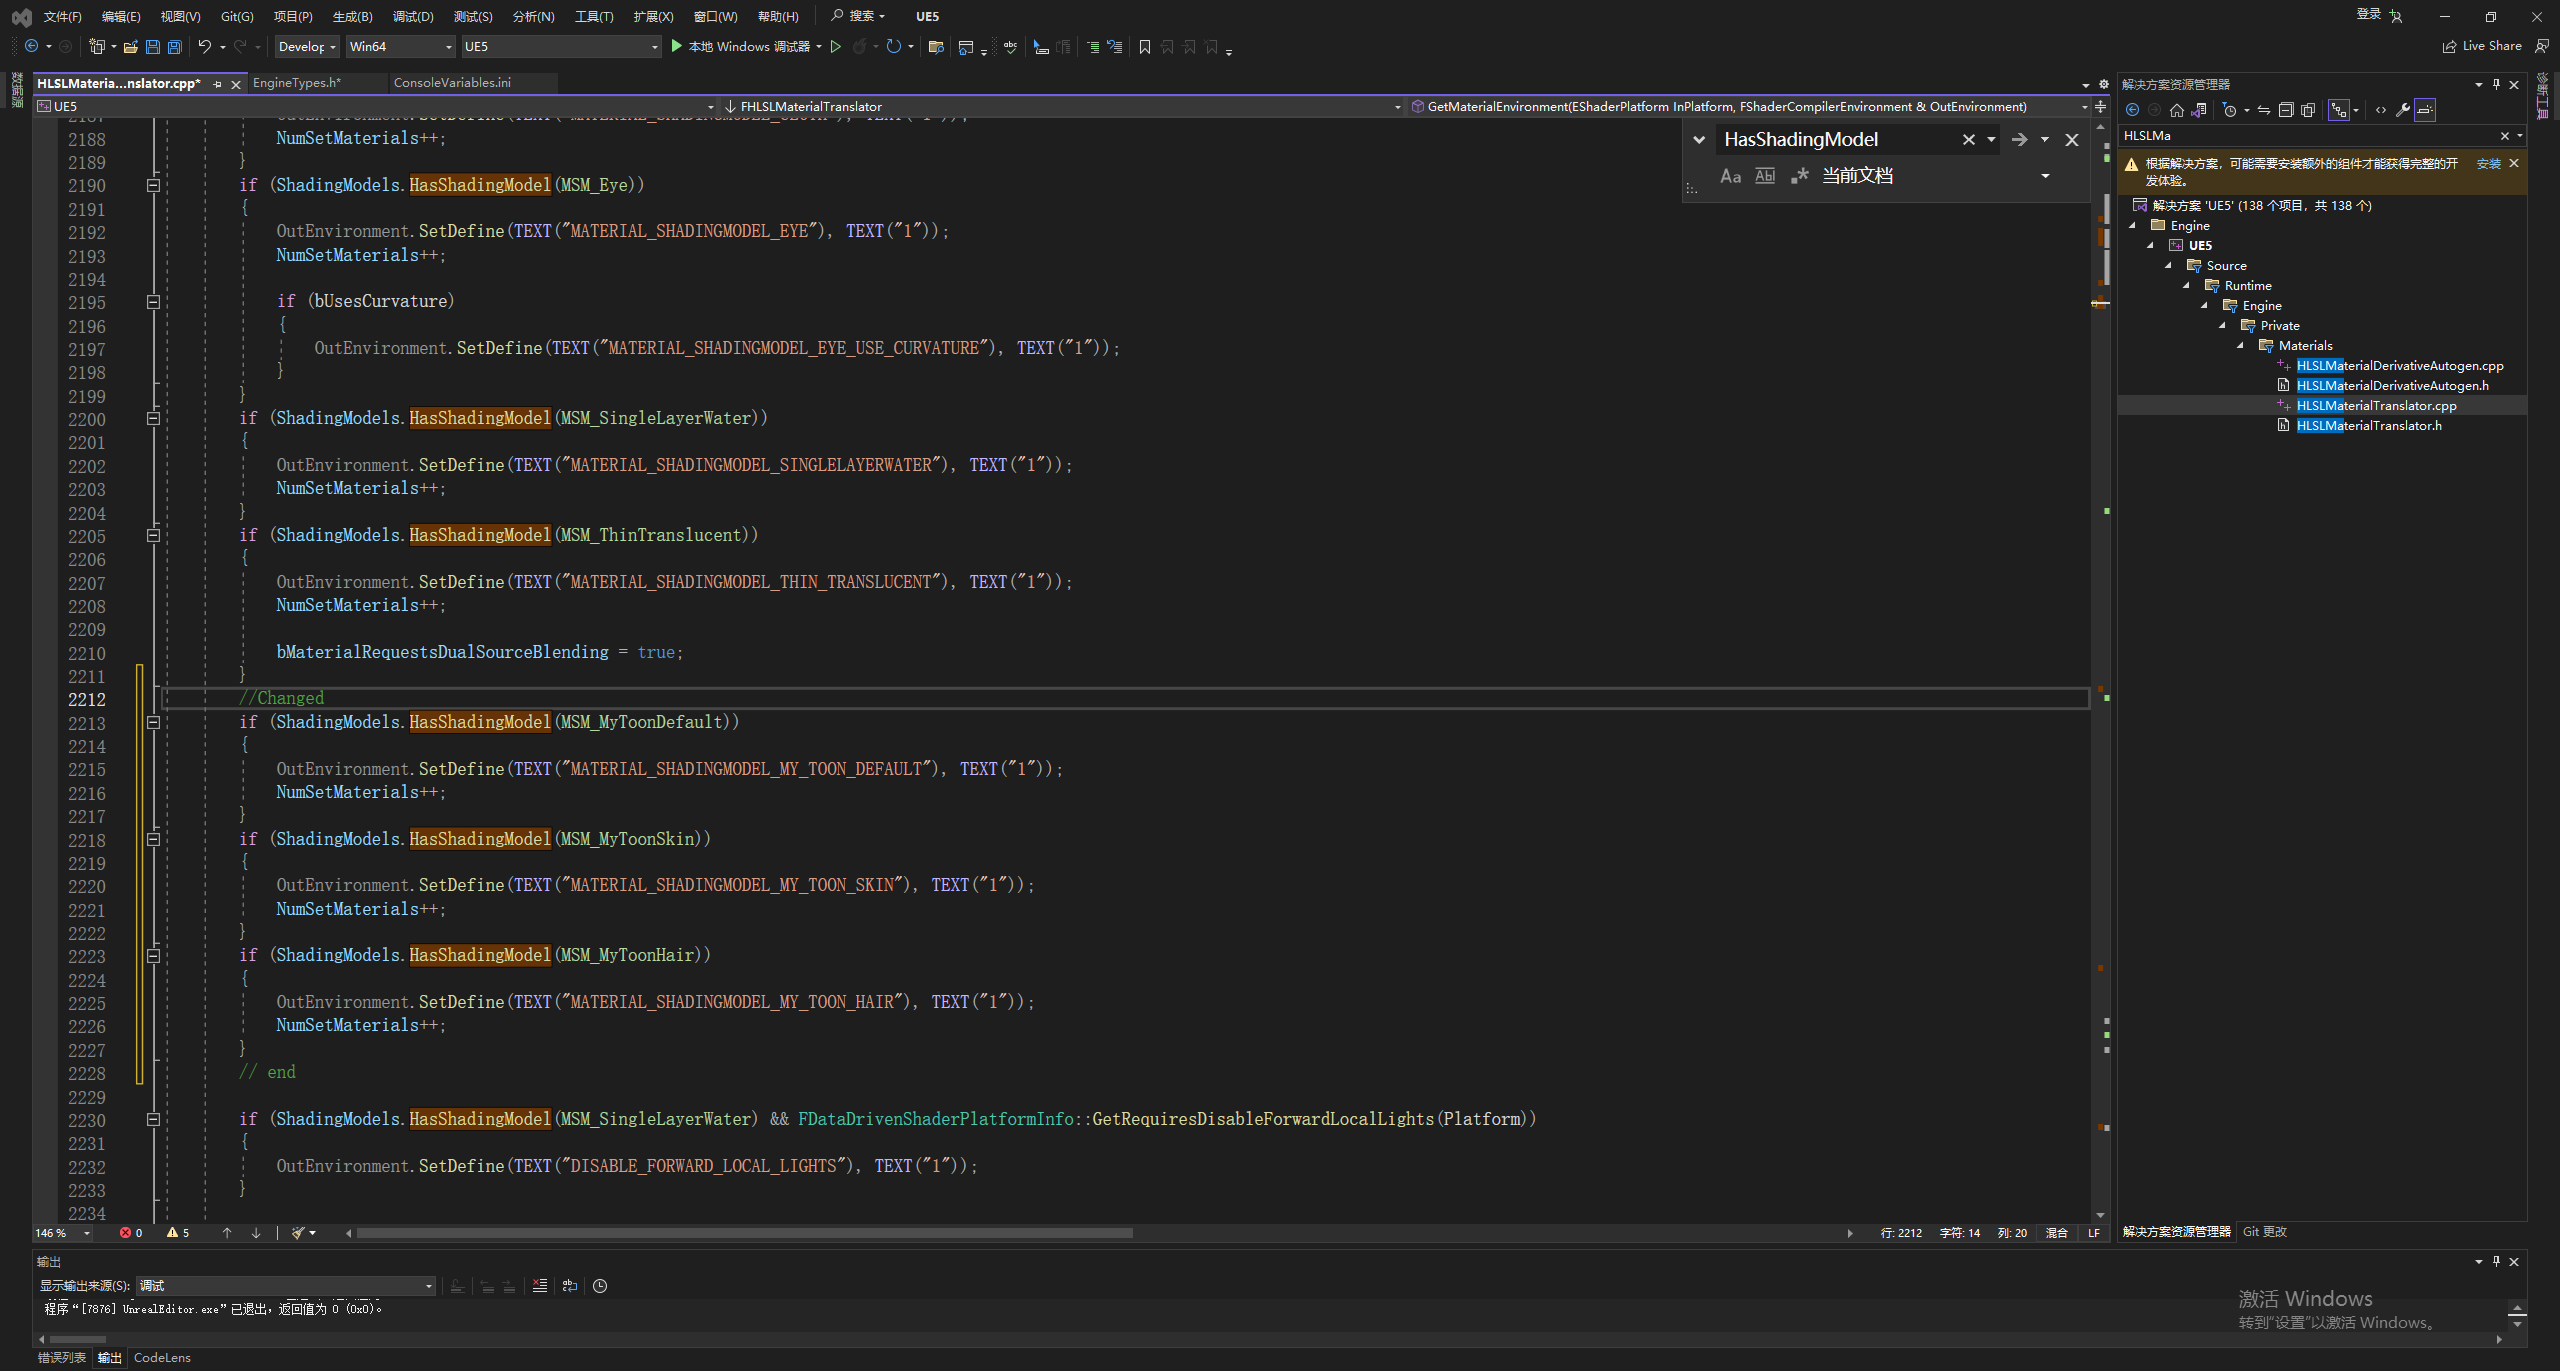 文件(F) 编辑(E) 视图(V) Git(G) 项目(P) 生成(B) 调试(D) 测试(S) 分析(N) 工具(T) 扩展(X) 窗口(W) 帮助(H) 搜索 UE5 登录
Develop Win64 UE5 本地 Windows 调试器 Live Share
数据源
诊断工具
HLSLMateria...nslator.cpp* EngineTypes.h* ConsoleVariables.ini
UE5 FHLSLMaterialTranslator GetMaterialEnvironment(EShaderPlatform InPlatform, FShaderCompilerEnvironment & OutEnvironment)
HasShadingModel
Aa Abl .* 当前文档
2188 NumSetMaterials++;
2189 }
2190 if (ShadingModels.HasShadingModel(MSM_Eye))
2191 {
2192 OutEnvironment.SetDefine(TEXT("MATERIAL_SHADINGMODEL_EYE"), TEXT("1"));
2193 NumSetMaterials++;
2194
2195 if (bUsesCurvature)
2196 {
2197 OutEnvironment.SetDefine(TEXT("MATERIAL_SHADINGMODEL_EYE_USE_CURVATURE"), TEXT("1"));
2198 }
2199 }
2200 if (ShadingModels.HasShadingModel(MSM_SingleLayerWater))
2201 {
2202 OutEnvironment.SetDefine(TEXT("MATERIAL_SHADINGMODEL_SINGLELAYERWATER"), TEXT("1"));
2203 NumSetMaterials++;
2204 }
2205 if (ShadingModels.HasShadingModel(MSM_ThinTranslucent))
2206 {
2207 OutEnvironment.SetDefine(TEXT("MATERIAL_SHADINGMODEL_THIN_TRANSLUCENT"), TEXT("1"));
2208 NumSetMaterials++;
2209
2210 bMaterialRequestsDualSourceBlending = true;
2211 }
2212 //Changed
2213 if (ShadingModels.HasShadingModel(MSM_MyToonDefault))
2214 {
2215 OutEnvironment.SetDefine(TEXT("MATERIAL_SHADINGMODEL_MY_TOON_DEFAULT"), TEXT("1"));
2216 NumSetMaterials++;
2217 }
2218 if (ShadingModels.HasShadingModel(MSM_MyToonSkin))
2219 {
2220 OutEnvironment.SetDefine(TEXT("MATERIAL_SHADINGMODEL_MY_TOON_SKIN"), TEXT("1"));
2221 NumSetMaterials++;
2222 }
2223 if (ShadingModels.HasShadingModel(MSM_MyToonHair))
2224 {
2225 OutEnvironment.SetDefine(TEXT("MATERIAL_SHADINGMODEL_MY_TOON_HAIR"), TEXT("1"));
2226 NumSetMaterials++;
2227 }
2228 // end
2229
2230 if (ShadingModels.HasShadingModel(MSM_SingleLayerWater) && FDataDrivenShaderPlatformInfo::GetRequiresDisableForwardLocalLights(Platform))
2231 {
2232 OutEnvironment.SetDefine(TEXT("DISABLE_FORWARD_LOCAL_LIGHTS"), TEXT("1"));
2233 }
2234
146 % 0 5 行: 2212 字符: 14 列: 20 混合 LF
解决方案资源管理器
HLSLMa
根据解决方案，可能需要安装额外的组件才能获得完整的开 安装
发体验。
解决方案 'UE5' (138 个项目，共 138 个)
Engine
UE5
Source
Runtime
Engine
Private
Materials
HLSLMaterialDerivativeAutogen.cpp
HLSLMaterialDerivativeAutogen.h
HLSLMaterialTranslator.cpp
HLSLMaterialTranslator.h
解决方案资源管理器 Git 更改
输出
显示输出来源(S): 调试
程序“[7876] UnrealEditor.exe”已退出，返回值为 0 (0x0)。
错误列表 输出 CodeLens
激活 Windows
转到“设置”以激活 Windows。